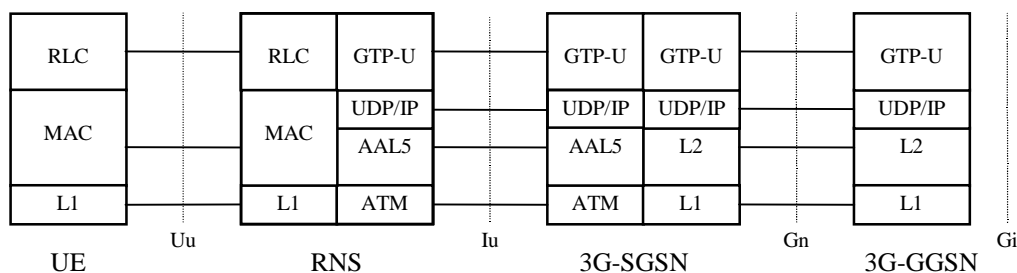 RLC RLC GTP-U GTP-U GTP-U GTP-U
UDP/IP UDP/IP UDP/IP UDP/IP
MAC MAC AAL5 AAL5 L2 L2
L1 L1 ATM ATM L1 L1
Uu Iu Gn Gi
UE RNS 3G-SGSN 3G-GGSN